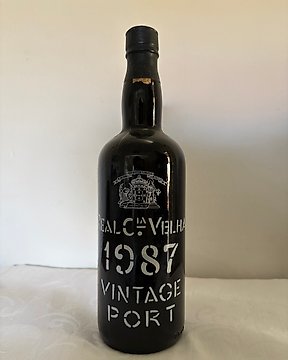 REAL CIA VELHA
1987
VINTAGE
PORT